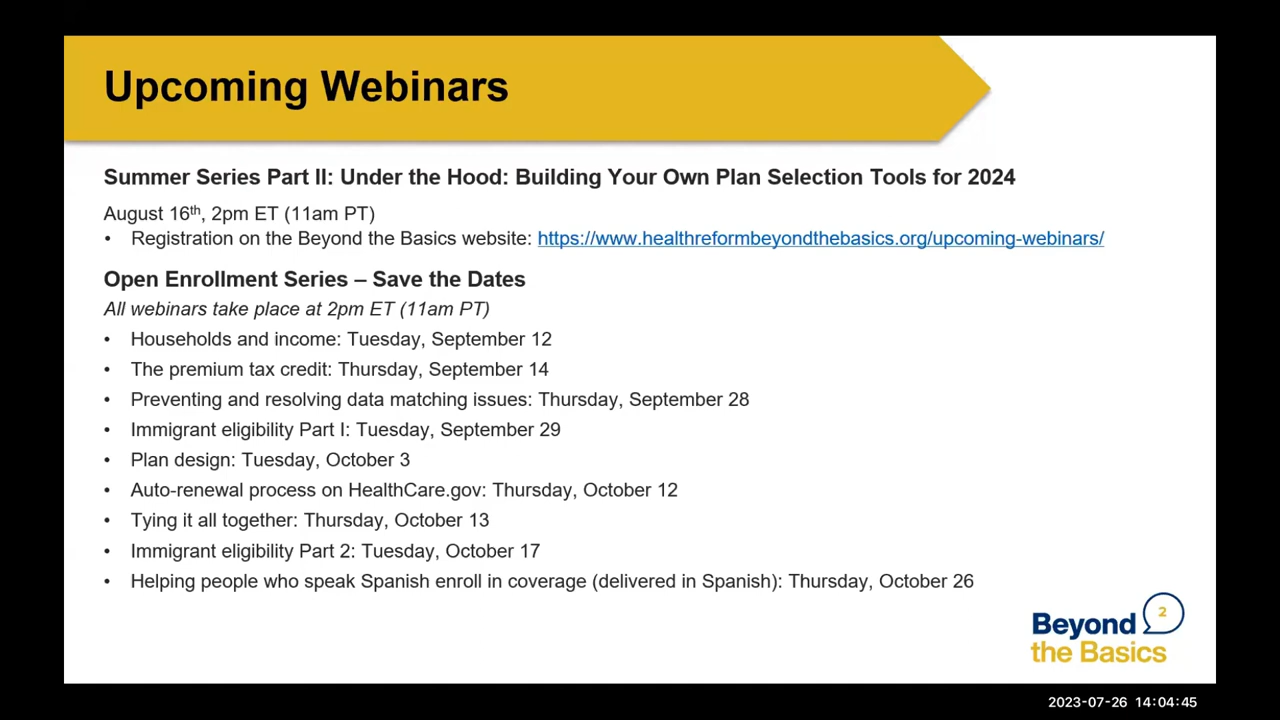 Upcoming Webinars
Summer Series Part II: Under the Hood: Building Your Own Plan Selection Tools for 2024
August 16th, 2pm ET (11am PT)
• Registration on the Beyond the Basics website: https://www.healthreformbeyondthebasics.org/upcoming-webinars/
Open Enrollment Series – Save the Dates
All webinars take place at 2pm ET (11am PT)
• Households and income: Tuesday, September 12
• The premium tax credit: Thursday, September 14
• Preventing and resolving data matching issues: Thursday, September 28
• Immigrant eligibility Part I: Tuesday, September 29
• Plan design: Tuesday, October 3
• Auto-renewal process on HealthCare.gov: Thursday, October 12
• Tying it all together: Thursday, October 13
• Immigrant eligibility Part 2: Tuesday, October 17
• Helping people who speak Spanish enroll in coverage (delivered in Spanish): Thursday, October 26
2
Beyond
the Basics
2023-07-26 14:04:45